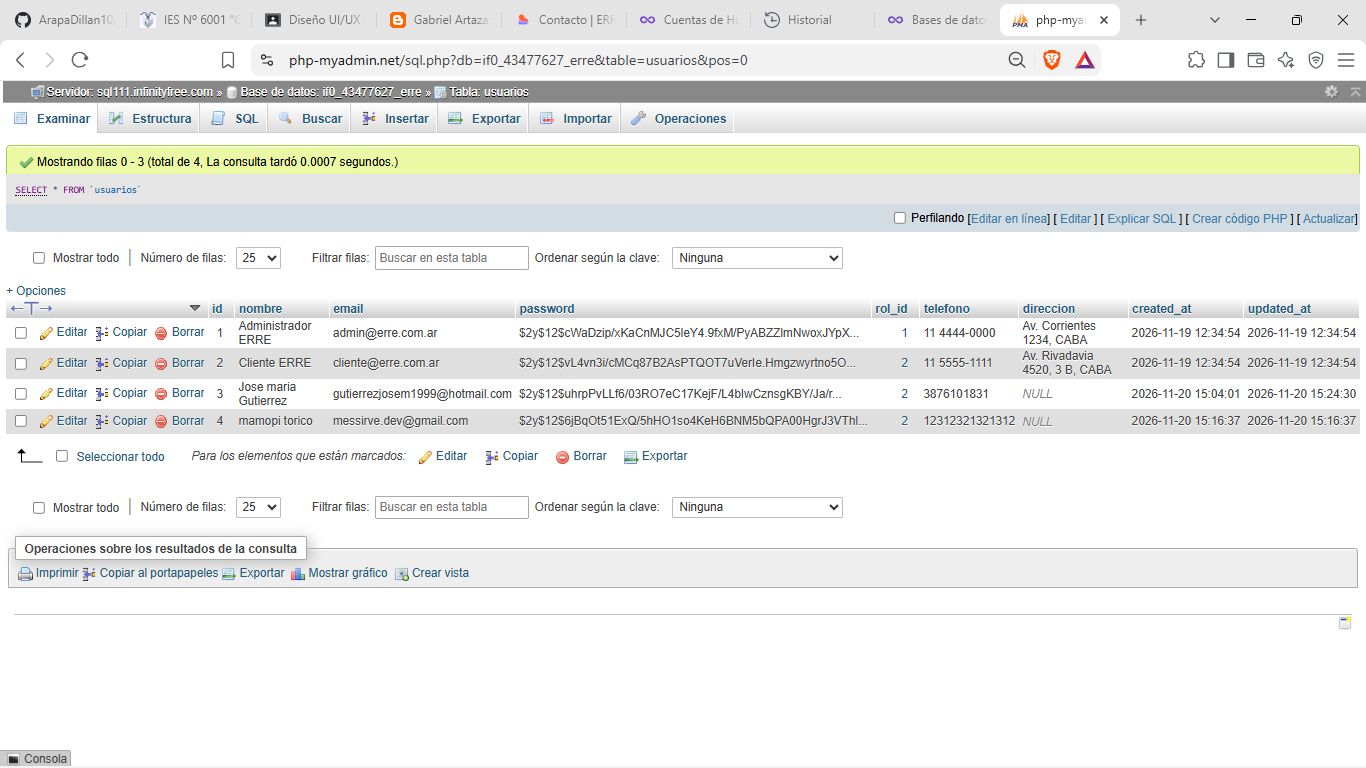 ArapaDillan10
IES Nº 6001 "G
Diseño UI/UX
Gabriel Artaza
Contacto | ERR
Cuentas de Ho
Historial
Bases de dato
php-mya
php-myadmin.net/sql.php?db=if0_43477627_erre&table=usuarios&pos=0
Servidor: sql111.infinityfree.com » Base de datos: if0_43477627_erre » Tabla: usuarios
Examinar Estructura SQL Buscar Insertar Exportar Importar Operaciones
Mostrando filas 0 - 3 (total de 4, La consulta tardó 0.0007 segundos.)
SELECT * FROM `usuarios`
Perfilando [Editar en línea] [ Editar ] [ Explicar SQL ] [ Crear código PHP ] [ Actualizar]
Mostrar todo Número de filas: 25 Filtrar filas: Buscar en esta tabla Ordenar según la clave: Ninguna
+ Opciones
←T→ id nombre email password rol_id telefono direccion created_at updated_at
Editar Copiar Borrar 1 Administrador ERRE admin@erre.com.ar $2y$12$cWaDzip/xKaCnMJC5leY4.9fxM/PyABZZlmNwoxJYpX... 1 11 4444-0000 Av. Corrientes 1234, CABA 2026-11-19 12:34:54 2026-11-19 12:34:54
Editar Copiar Borrar 2 Cliente ERRE cliente@erre.com.ar $2y$12$vL4vn3i/cMCq87B2AsPTQOT7uVerIe.Hmgzwyrtno5O... 2 11 5555-1111 Av. Rivadavia 4520, 3 B, CABA 2026-11-19 12:34:54 2026-11-19 12:34:54
Editar Copiar Borrar 3 Jose maria Gutierrez gutierrezjosem1999@hotmail.com $2y$12$uhrpPvLLf6/03RO7eC17KejF/L4blwCznsgKBY/Ja/r... 2 3876101831 NULL 2026-11-20 15:04:01 2026-11-20 15:24:30
Editar Copiar Borrar 4 mamopi torico messirve.dev@gmail.com $2y$12$6jBqOt51ExQ/5hHO1so4KeH6BNM5bQPA00HgrJ3VThl... 2 12312321321312 NULL 2026-11-20 15:16:37 2026-11-20 15:16:37
Seleccionar todo Para los elementos que están marcados: Editar Copiar Borrar Exportar
Mostrar todo Número de filas: 25 Filtrar filas: Buscar en esta tabla Ordenar según la clave: Ninguna
Operaciones sobre los resultados de la consulta
Imprimir Copiar al portapapeles Exportar Mostrar gráfico Crear vista
Consola